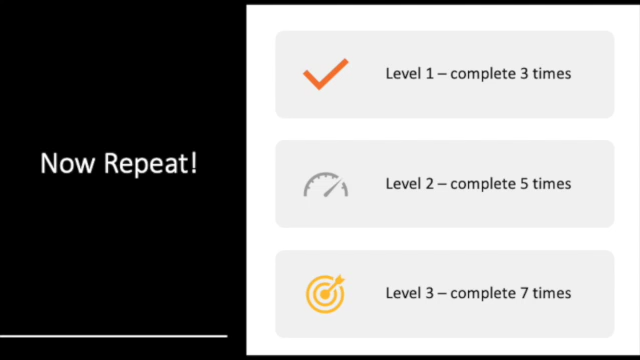 Now Repeat!
Level 1 – complete 3 times
Level 2 – complete 5 times
Level 3 – complete 7 times